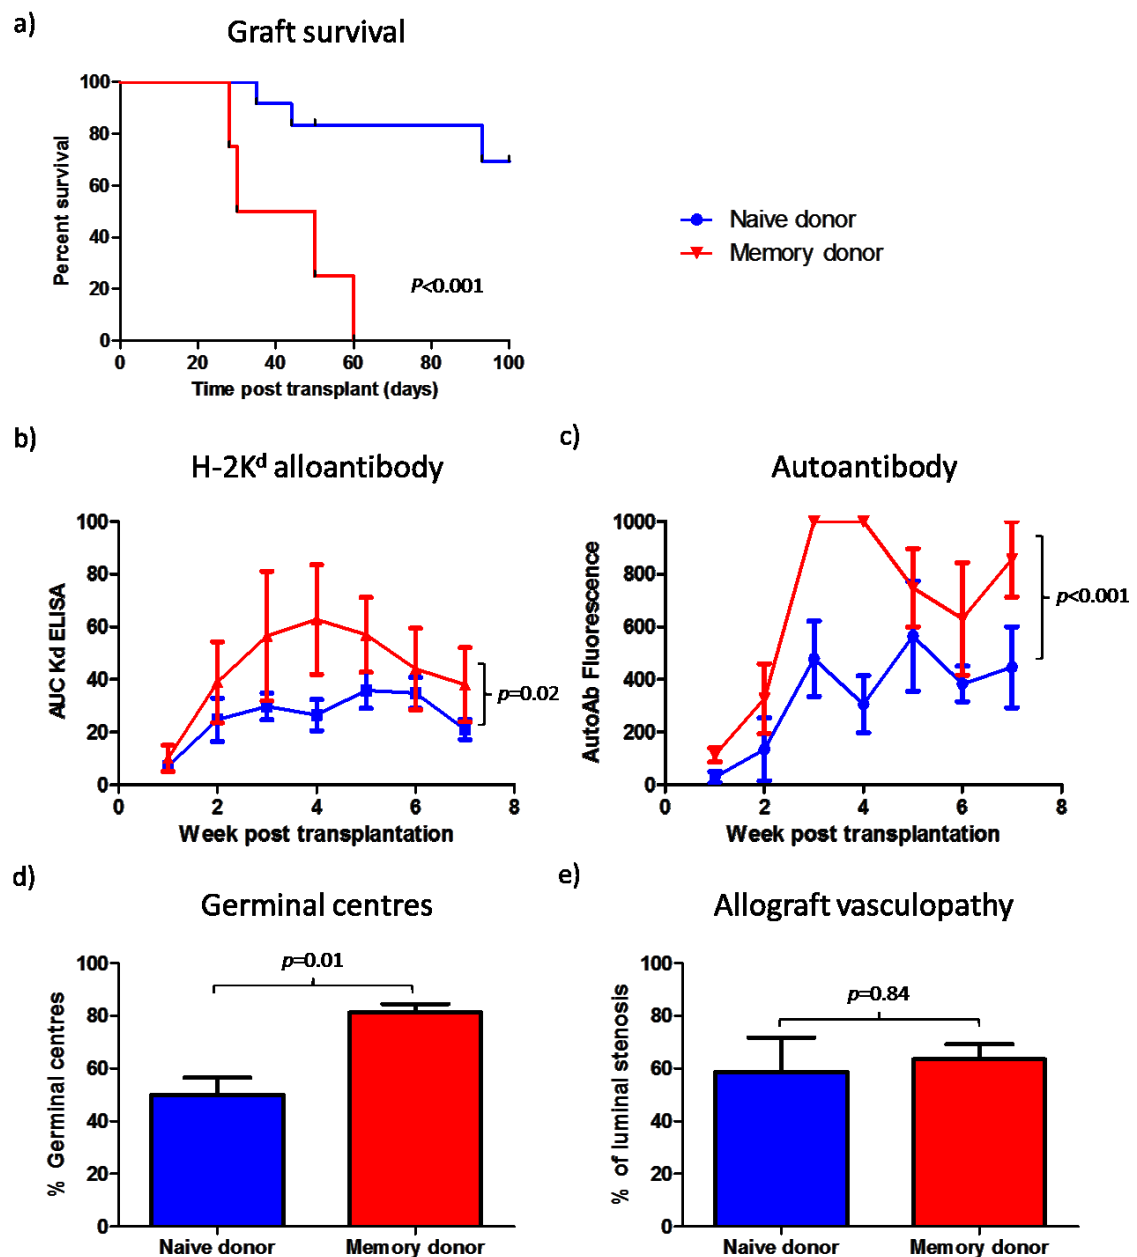 a)
Graft survival
Percent survival
100
80
60
40
20
0
P<0.001
0 20 40 60 80 100
Time post transplant (days)
Naive donor
Memory donor
b)
H-2Kᵈ alloantibody
AUC Kd ELISA
100
80
60
40
20
0
p=0.02
0 2 4 6 8
Week post transplantation
c)
Autoantibody
AutoAb Fluorescence
1000
800
600
400
200
0
p<0.001
0 2 4 6 8
Week post transplantation
d)
Germinal centres
% Germinal centres
100
80
60
40
20
0
p=0.01
Naive donor Memory donor
e)
Allograft vasculopathy
% of luminal stenosis
100
80
60
40
20
0
p=0.84
Naive donor Memory donor